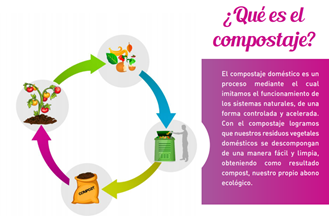 ¿Qué es el
compostaje?
El compostaje doméstico es un
proceso mediante el cual
imitamos el funcionamiento de
los sistemas naturales, de una
forma controlada y acelerada.
Con el compostaje logramos
que nuestros residuos vegetales
domésticos se descompongan
de una manera fácil y limpia,
obteniendo como resultado
compost, nuestro propio abono
ecológico.
COMPOST